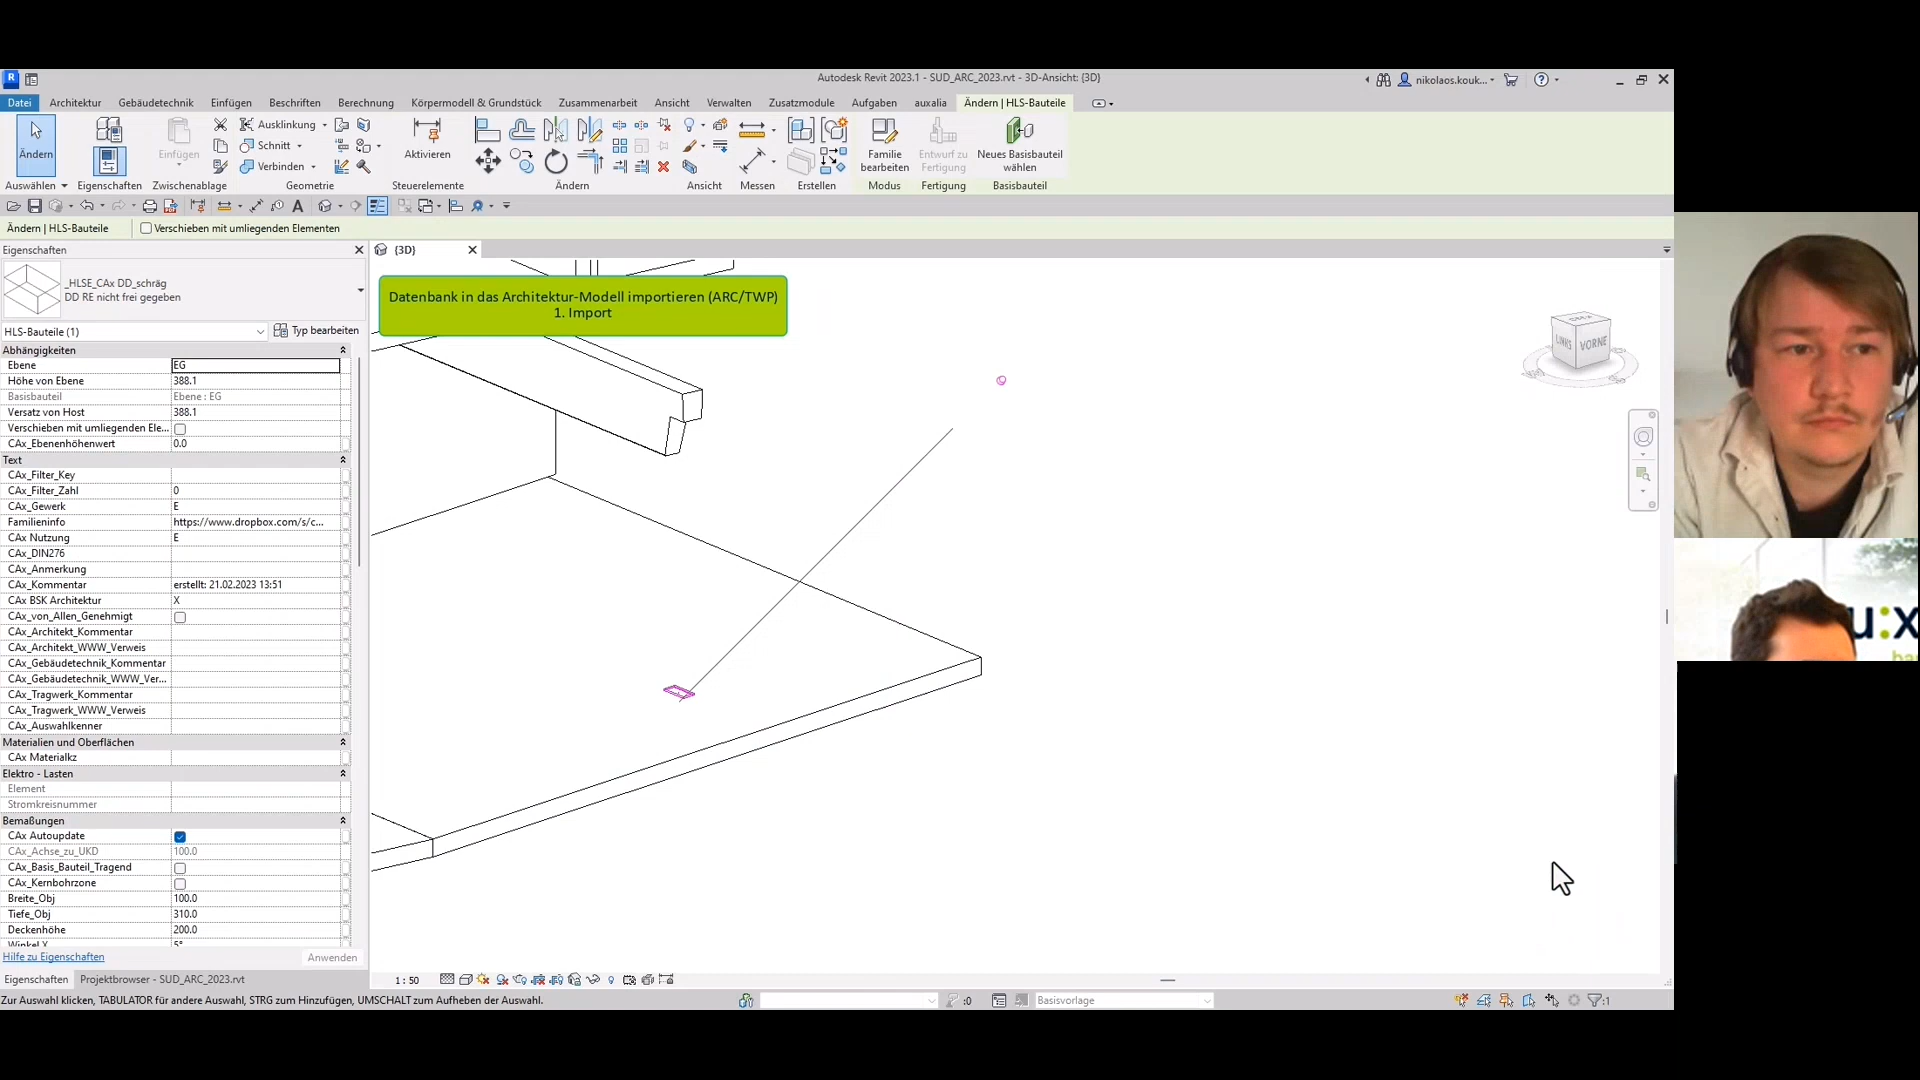 Autodesk Revit 2023.1 - SUD_ARC_2023.rvt - 3D-Ansicht: {3D}
nikolaos.kouk...
Datei Architektur Gebäudetechnik Einfügen Beschriften Berechnung Körpermodell & Grundstück Zusammenarbeit Ansicht Verwalten Zusatzmodule Aufgaben auxalia Ändern | HLS-Bauteile
Ändern
Einfügen
Ausklinkung
Schnitt
Verbinden
Aktivieren
Familie bearbeiten
Entwurf zu Fertigung
Neues Basisbauteil wählen
Auswählen Eigenschaften Zwischenablage Geometrie Steuerelemente Ändern Ansicht Messen Erstellen Modus Fertigung Basisbauteil
Ändern | HLS-Bauteile Verschieben mit umliegenden Elementen
Eigenschaften
{3D}
_HLSE_CAx DD_schräg
DD RE nicht frei gegeben
Datenbank in das Architektur-Modell importieren (ARC/TWP)
1. Import
LINKS VORNE
HLS-Bauteile (1) Typ bearbeiten
Abhängigkeiten
Ebene EG
Höhe von Ebene 388.1
Basisbauteil Ebene : EG
Versatz von Host 388.1
Verschieben mit umliegenden Ele...
CAx_Ebenenhöhenwert 0.0
Text
CAx_Filter_Key
CAx_Filter_Zahl 0
CAx_Gewerk E
Familieninfo https://www.dropbox.com/s/c...
CAx Nutzung E
CAx_DIN276
CAx_Anmerkung
CAx_Kommentar erstellt: 21.02.2023 13:51
CAx BSK Architektur X
CAx_von_Allen_Genehmigt
CAx_Architekt_Kommentar
CAx_Architekt_WWW_Verweis
CAx_Gebäudetechnik_Kommentar
CAx_Gebäudetechnik_WWW_Ver...
CAx_Tragwerk_Kommentar
CAx_Tragwerk_WWW_Verweis
CAx_Auswahlkenner
Materialien und Oberflächen
CAx Materialkz
Elektro - Lasten
Element
Stromkreisnummer
Bemaßungen
CAx Autoupdate
CAx_Achse_zu_UKD 100.0
CAx_Basis_Bauteil_Tragend
CAx_Kernbohrzone
Breite_Obj 100.0
Tiefe_Obj 310.0
Deckenhöhe 200.0
Winkel X 5°
Hilfe zu Eigenschaften Anwenden
Eigenschaften Projektbrowser - SUD_ARC_2023.rvt
1 : 50
Zur Auswahl klicken, TABULATOR für andere Auswahl, STRG zum Hinzufügen, UMSCHALT zum Aufheben der Auswahl.
:0
Basisvorlage
:1
u:x